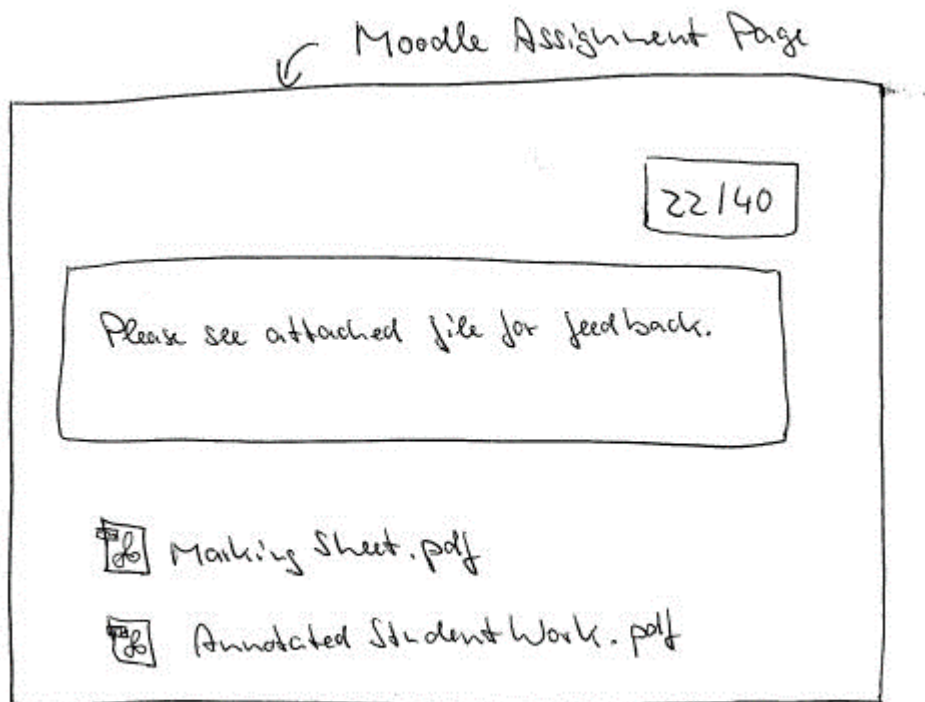 Moodle Assignment Page
22/40
Please see attached file for feedback.
Marking Sheet.pdf
Annotated Student Work.pdf